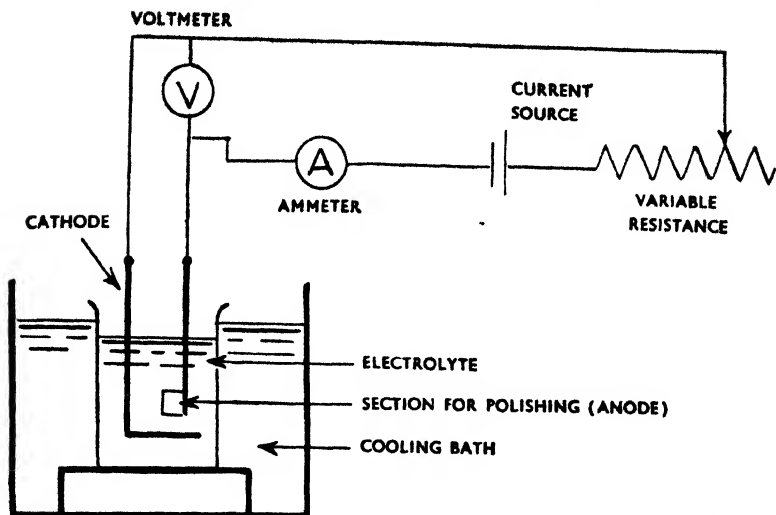 VOLTMETER
V
CURRENT
SOURCE
A
AMMETER
VARIABLE
RESISTANCE
CATHODE
ELECTROLYTE
SECTION FOR POLISHING (ANODE)
COOLING BATH